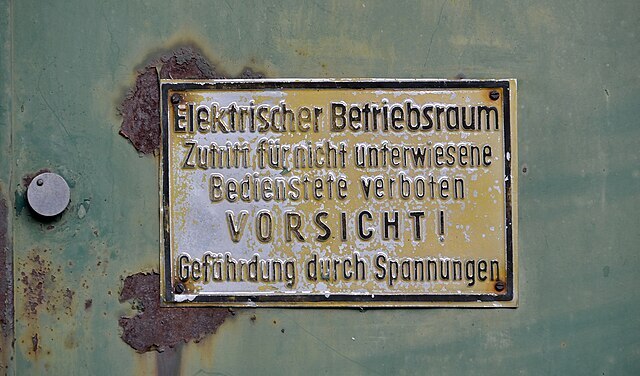 Elektrischer Betriebsraum
Zutritt für nicht unterwiesene
Bedienstete verboten
VORSICHT!
Gefährdung durch Spannungen